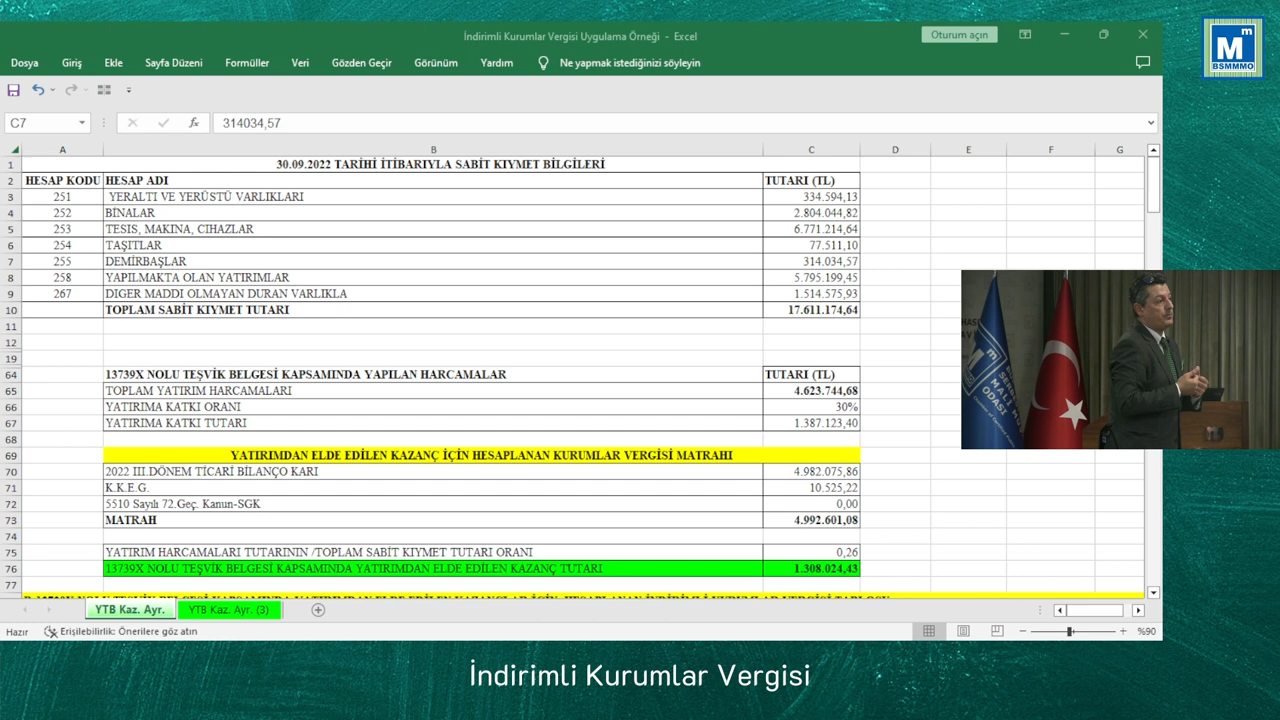 İndirimli Kurumlar Vergisi Uygulama Örneği - Excel
Oturum açın
Dosya Giriş Ekle Sayfa Düzeni Formüller Veri Gözden Geçir Görünüm Yardım Ne yapmak istediğinizi söyleyin
C7 fx 314034,57
A B C D E F G
1 30.09.2022 TARİHİ İTİBARIYLA SABİT KIYMET BİLGİLERİ
2 HESAP KODU HESAP ADI TUTARI (TL)
3 251 YERALTI VE YERÜSTÜ VARLIKLARI 334.594,13
4 252 BİNALAR 2.804.044,82
5 253 TESIS, MAKINA, CIHAZLAR 6.771.214,64
6 254 TAŞITLAR 77.511,10
7 255 DEMİRBAŞLAR 314.034,57
8 258 YAPILMAKTA OLAN YATIRIMLAR 5.795.199,45
9 267 DIGER MADDI OLMAYAN DURAN VARLIKLA 1.514.575,93
10 TOPLAM SABİT KIYMET TUTARI 17.611.174,64
11
12
19
64 13739X NOLU TEŞVİK BELGESİ KAPSAMINDA YAPILAN HARCAMALAR TUTARI (TL)
65 TOPLAM YATIRIM HARCAMALARI 4.623.744,68
66 YATIRIMA KATKI ORANI 30%
67 YATIRIMA KATKI TUTARI 1.387.123,40
68
69 YATIRIMDAN ELDE EDİLEN KAZANÇ İÇİN HESAPLANAN KURUMLAR VERGİSİ MATRAHI
70 2022 III.DÖNEM TİCARİ BİLANÇO KARI 4.982.075,86
71 K.K.E.G. 10.525,22
72 5510 Sayılı 72.Geç. Kanun-SGK 0,00
73 MATRAH 4.992.601,08
74
75 YATIRIM HARCAMALARI TUTARININ /TOPLAM SABİT KIYMET TUTARI ORANI 0,26
76 13739X NOLU TEŞVİK BELGESİ KAPSAMINDA YATIRIMDAN ELDE EDİLEN KAZANÇ TUTARI 1.308.024,43
77
YTB Kaz. Ayr. YTB Kaz. Ayr. (3)
Hazır Erişilebilirlik: Önerilere göz atın %90
Mm
BSMMMO
MALİ
ODASI
İndirimli Kurumlar Vergisi